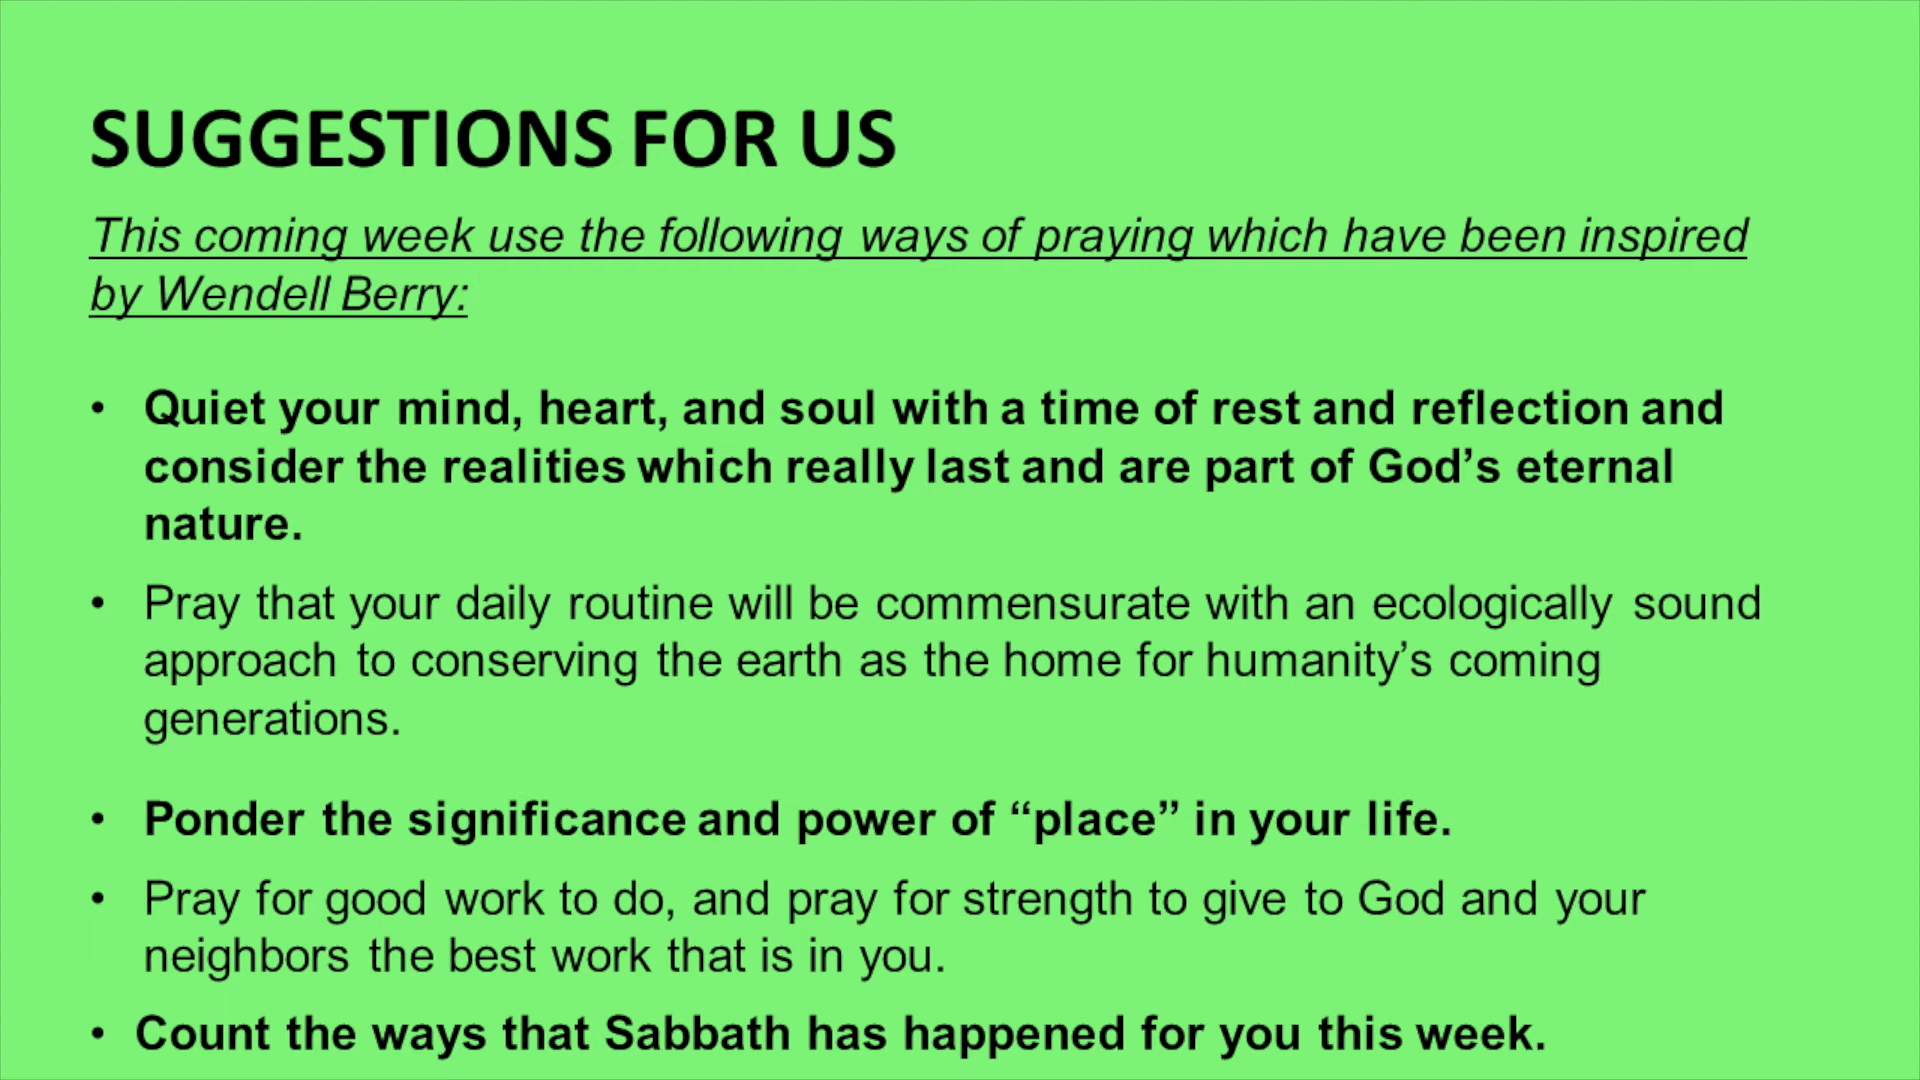 SUGGESTIONS FOR US
This coming week use the following ways of praying which have been inspired
by Wendell Berry:
• Quiet your mind, heart, and soul with a time of rest and reflection and
consider the realities which really last and are part of God’s eternal
nature.
• Pray that your daily routine will be commensurate with an ecologically sound
approach to conserving the earth as the home for humanity’s coming
generations.
• Ponder the significance and power of “place” in your life.
• Pray for good work to do, and pray for strength to give to God and your
neighbors the best work that is in you.
• Count the ways that Sabbath has happened for you this week.